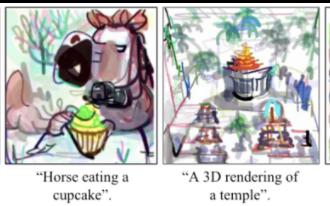 “Horse eating a
cupcake”.
“A 3D rendering of
a temple”.